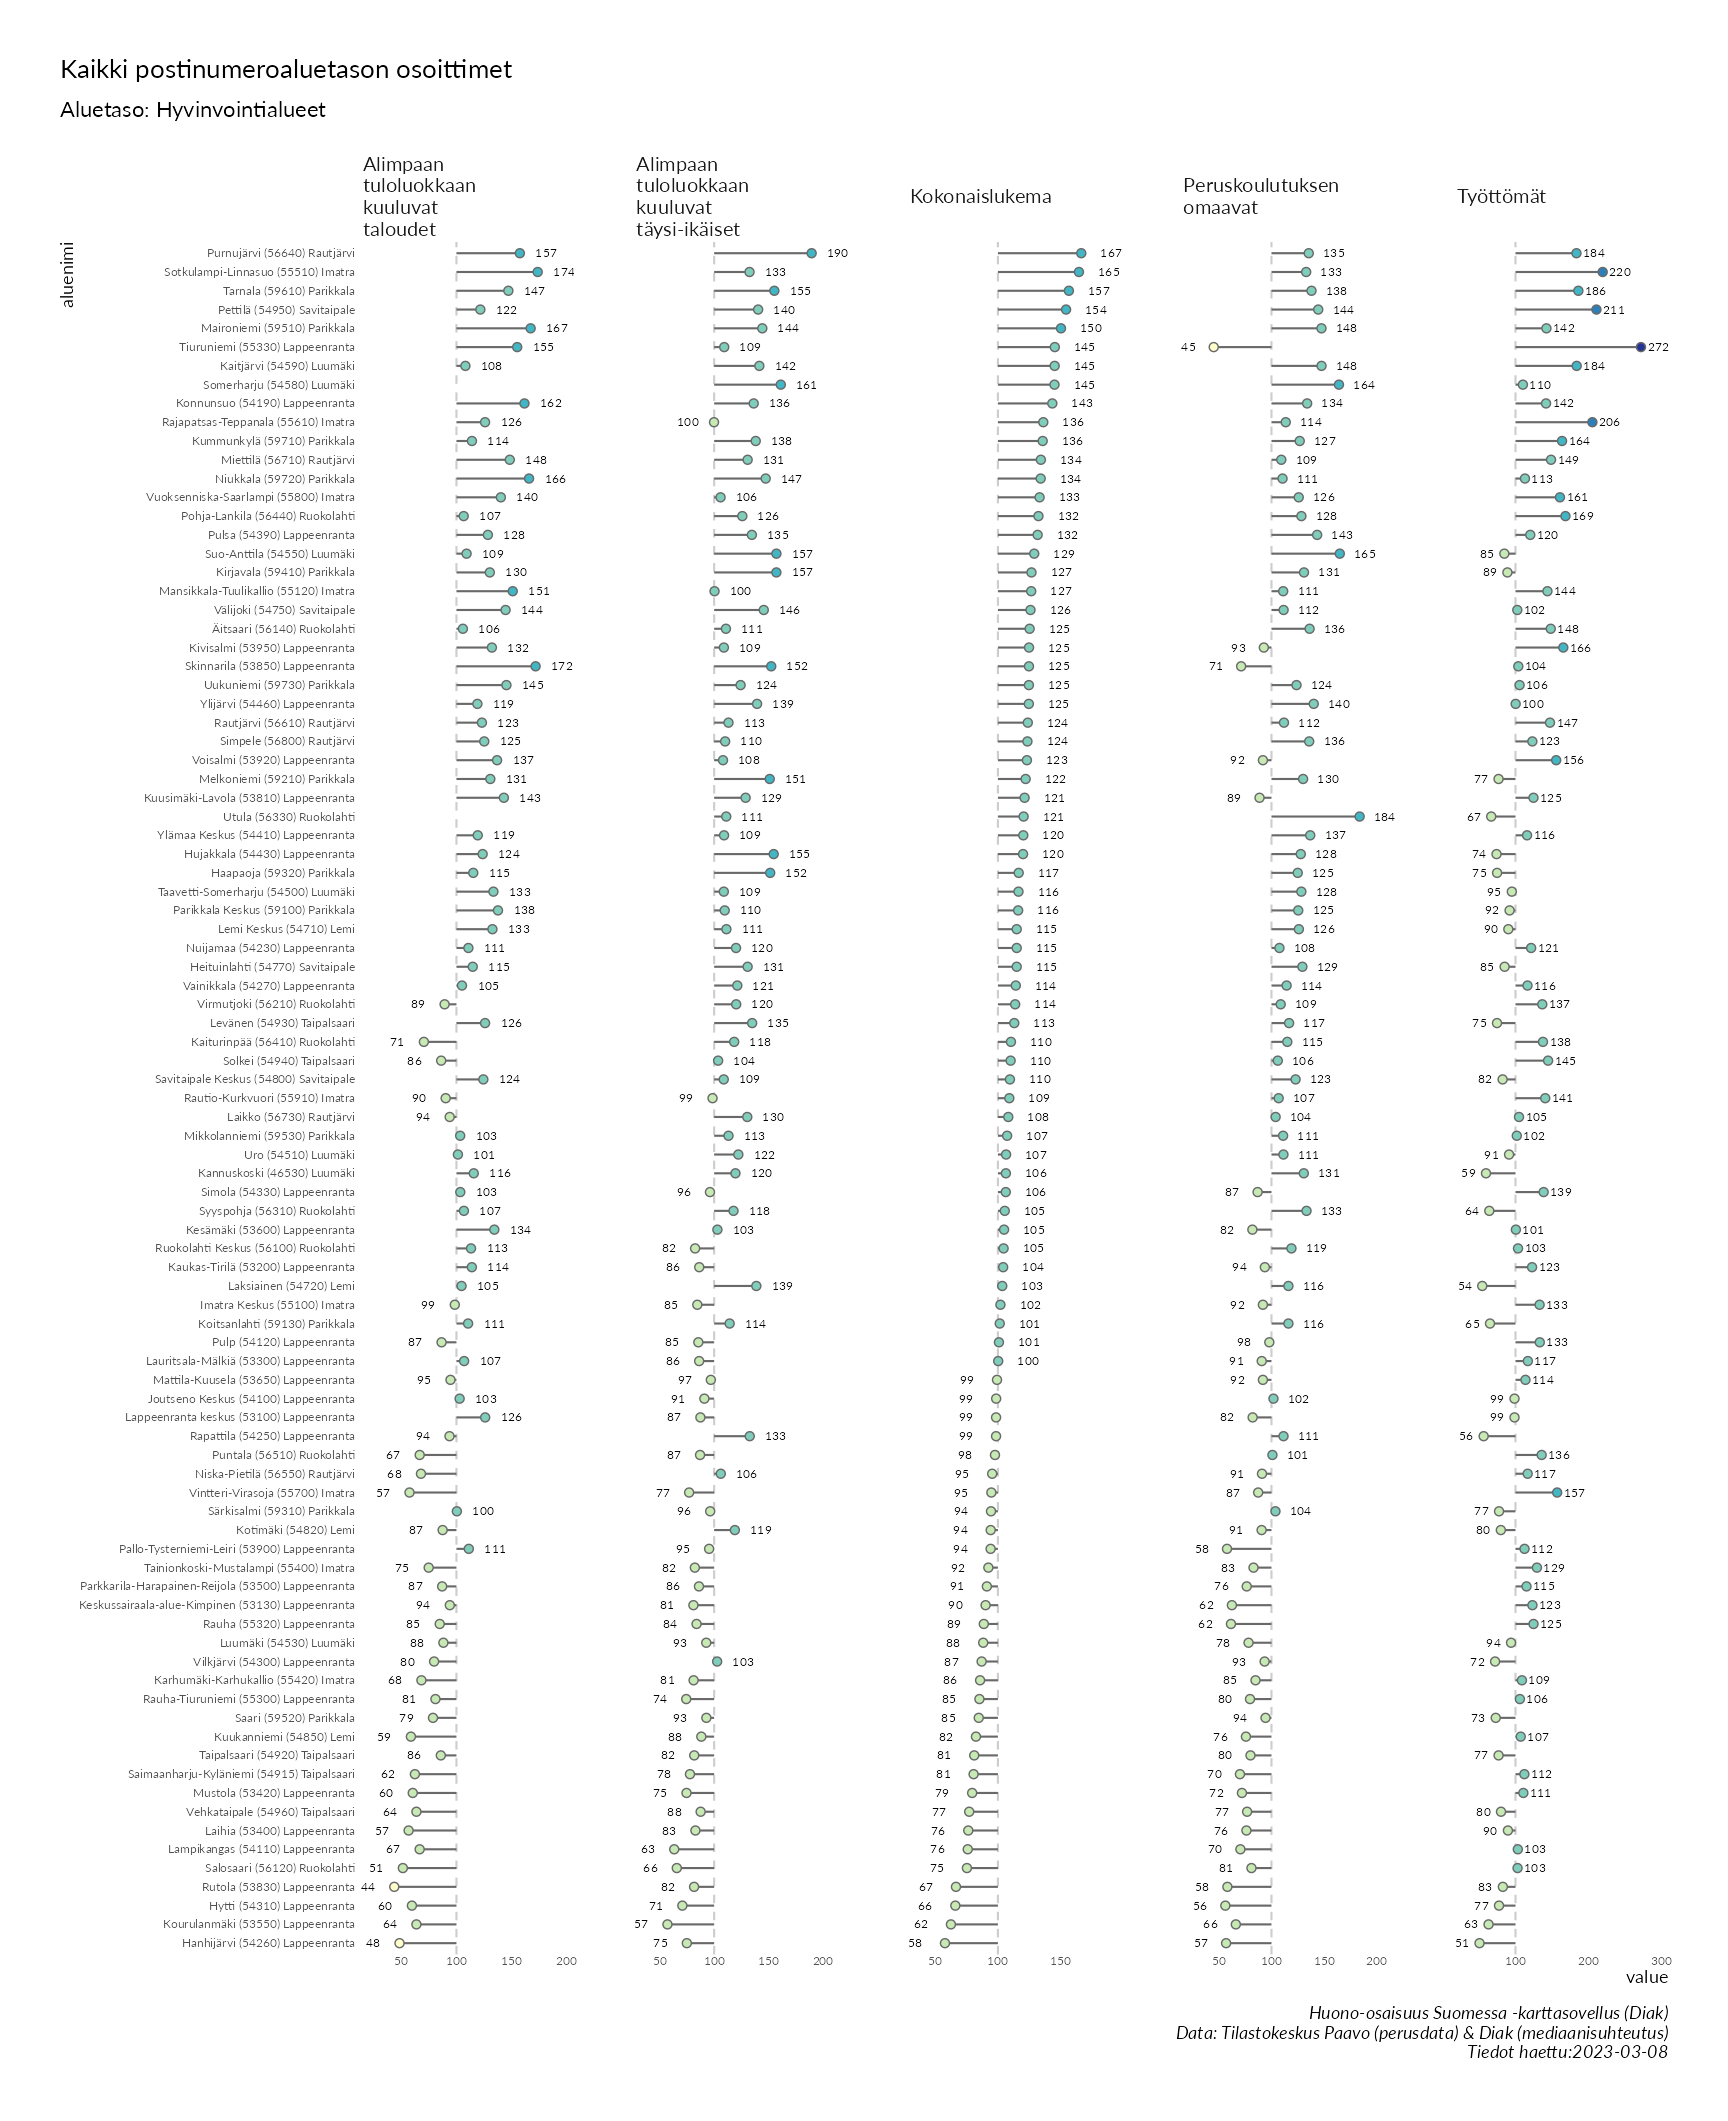 Kaikki postinumeroaluetason osoittimet
Aluetaso: Hyvinvointialueet
Alimpaan
tuloluokkaan
kuuluvat
taloudet
Alimpaan
tuloluokkaan
kuuluvat
täysi-ikäiset
Kokonaislukema
Peruskoulutuksen
omaavat
Työttömät
aluenimi
Purnujärvi (56640) Rautjärvi 157 190 167 135 184
Sotkulampi-Linnasuo (55510) Imatra 174 133 165 133 220
Tarnala (59610) Parikkala 147 155 157 138 186
Pettilä (54950) Savitaipale 122 140 154 144 211
Maironiemi (59510) Parikkala 167 144 150 148 142
Tiuruniemi (55330) Lappeenranta 155 109 145 45 272
Kaitjärvi (54590) Luumäki 108 142 145 148 184
Somerharju (54580) Luumäki 161 145 164 110
Konnunsuo (54190) Lappeenranta 162 136 143 134 142
Rajapatsas-Teppanala (55610) Imatra 126 100 136 114 206
Kummunkylä (59710) Parikkala 114 138 136 127 164
Miettilä (56710) Rautjärvi 148 131 134 109 149
Niukkala (59720) Parikkala 166 147 134 111 113
Vuoksenniska-Saarlampi (55800) Imatra 140 106 133 126 161
Pohja-Lankila (56440) Ruokolahti 107 126 132 128 169
Pulsa (54390) Lappeenranta 128 135 132 143 120
Suo-Anttila (54550) Luumäki 109 157 129 165 85
Kirjavala (59410) Parikkala 130 157 127 131 89
Mansikkala-Tuulikallio (55120) Imatra 151 100 127 111 144
Välijoki (54750) Savitaipale 144 146 126 112 102
Äitsaari (56140) Ruokolahti 106 111 125 136 148
Kivisalmi (53950) Lappeenranta 132 109 125 93 166
Skinnarila (53850) Lappeenranta 172 152 125 71 104
Uukuniemi (59730) Parikkala 145 124 125 124 106
Ylijärvi (54460) Lappeenranta 119 139 125 140 100
Rautjärvi (56610) Rautjärvi 123 113 124 112 147
Simpele (56800) Rautjärvi 125 110 124 136 123
Voisalmi (53920) Lappeenranta 137 108 123 92 156
Melkoniemi (59210) Parikkala 131 151 122 130 77
Kuusimäki-Lavola (53810) Lappeenranta 143 129 121 89 125
Utula (56330) Ruokolahti 111 121 184 67
Ylämaa Keskus (54410) Lappeenranta 119 109 120 137 116
Hujakkala (54430) Lappeenranta 124 155 120 128 74
Haapaoja (59320) Parikkala 115 152 117 125 75
Taavetti-Somerharju (54500) Luumäki 133 109 116 128 95
Parikkala Keskus (59100) Parikkala 138 110 116 125 92
Lemi Keskus (54710) Lemi 133 111 115 126 90
Nuijamaa (54230) Lappeenranta 111 120 115 108 121
Heituinlahti (54770) Savitaipale 115 131 115 129 85
Vainikkala (54270) Lappeenranta 105 121 114 114 116
Virmutjoki (56210) Ruokolahti 89 120 114 109 137
Levänen (54930) Taipalsaari 126 135 113 117 75
Kaiturinpää (56410) Ruokolahti 71 118 110 115 138
Solkei (54940) Taipalsaari 86 104 110 106 145
Savitaipale Keskus (54800) Savitaipale 124 109 110 123 82
Rautio-Kurkvuori (55910) Imatra 90 99 109 107 141
Laikko (56730) Rautjärvi 94 130 108 104 105
Mikkolanniemi (59530) Parikkala 103 113 107 111 102
Uro (54510) Luumäki 101 122 107 111 91
Kannuskoski (46530) Luumäki 116 120 106 131 59
Simola (54330) Lappeenranta 103 96 106 87 139
Syyspohja (56310) Ruokolahti 107 118 105 133 64
Kesämäki (53600) Lappeenranta 134 103 105 82 101
Ruokolahti Keskus (56100) Ruokolahti 113 82 105 119 103
Kaukas-Tirilä (53200) Lappeenranta 114 86 104 94 123
Laksiainen (54720) Lemi 105 139 103 116 54
Imatra Keskus (55100) Imatra 99 85 102 92 133
Koitsanlahti (59130) Parikkala 111 114 101 116 65
Pulp (54120) Lappeenranta 87 85 101 98 133
Lauritsala-Mälkiä (53300) Lappeenranta 107 86 100 91 117
Mattila-Kuusela (53650) Lappeenranta 95 97 99 92 114
Joutseno Keskus (54100) Lappeenranta 103 91 99 102 99
Lappeenranta keskus (53100) Lappeenranta 126 87 99 82 99
Rapattila (54250) Lappeenranta 94 133 99 111 56
Puntala (56510) Ruokolahti 67 87 98 101 136
Niska-Pietilä (56550) Rautjärvi 68 106 95 91 117
Vintteri-Virasoja (55700) Imatra 57 77 95 87 157
Särkisalmi (59310) Parikkala 100 96 94 104 77
Kotimäki (54820) Lemi 87 119 94 91 80
Pallo-Tysterniemi-Leiri (53900) Lappeenranta 111 95 94 58 112
Tainionkoski-Mustalampi (55400) Imatra 75 82 92 83 129
Parkkarila-Harapainen-Reijola (53500) Lappeenranta 87 86 91 76 115
Keskussairaala-alue-Kimpinen (53130) Lappeenranta 94 81 90 62 123
Rauha (55320) Lappeenranta 85 84 89 62 125
Luumäki (54530) Luumäki 88 93 88 78 94
Vilkjärvi (54300) Lappeenranta 80 103 87 93 72
Karhumäki-Karhukallio (55420) Imatra 68 81 86 85 109
Rauha-Tiuruniemi (55300) Lappeenranta 81 74 85 80 106
Saari (59520) Parikkala 79 93 85 94 73
Kuukanniemi (54850) Lemi 59 88 82 76 107
Taipalsaari (54920) Taipalsaari 86 82 81 80 77
Saimaanharju-Kyläniemi (54915) Taipalsaari 62 78 81 70 112
Mustola (53420) Lappeenranta 60 75 79 72 111
Vehkataipale (54960) Taipalsaari 64 88 77 77 80
Laihia (53400) Lappeenranta 57 83 76 76 90
Lampikangas (54110) Lappeenranta 67 63 76 70 103
Salosaari (56120) Ruokolahti 51 66 75 81 103
Rutola (53830) Lappeenranta 44 82 67 58 83
Hytti (54310) Lappeenranta 60 71 66 56 77
Kourulanmäki (53550) Lappeenranta 64 57 62 66 63
Hanhijärvi (54260) Lappeenranta 48 75 58 57 51
50 100 150 200 50 100 150 200 50 100 150 50 100 150 200 100 200 300
value
Huono-osaisuus Suomessa -karttasovellus (Diak)
Data: Tilastokeskus Paavo (perusdata) & Diak (mediaanisuhteutus)
Tiedot haettu:2023-03-08